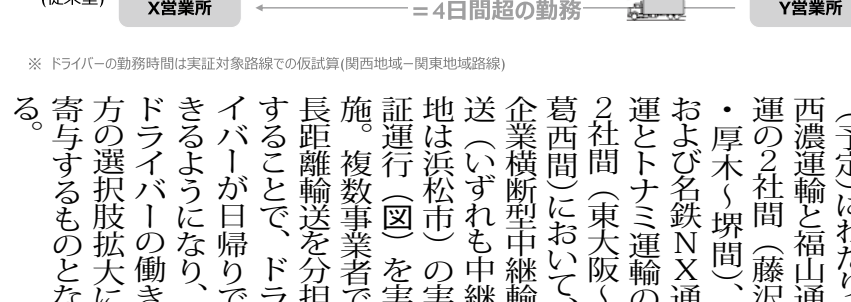 (従来型)
X営業所
＝4日間超の勤務
Y営業所
※ ドライバーの勤務時間は実証対象路線での仮試算(関西地域－関東地域路線)
（予定）にわたり
西濃運輸と福山通
運の2社間（藤沢
・厚木～堺間）、
および名鉄NX通
運とトナミ運輸の
2社間（東大阪～
葛西間）において、
企業横断型中継輸
送（いずれも中継
地は浜松市）の実
証運行（図）を実
施。複数事業者で
長距離輸送を分担
することで、ドラ
イバーが日帰りで
きるようになり、
ドライバーの働き
方の選択肢拡大に
寄与するものとな
る。